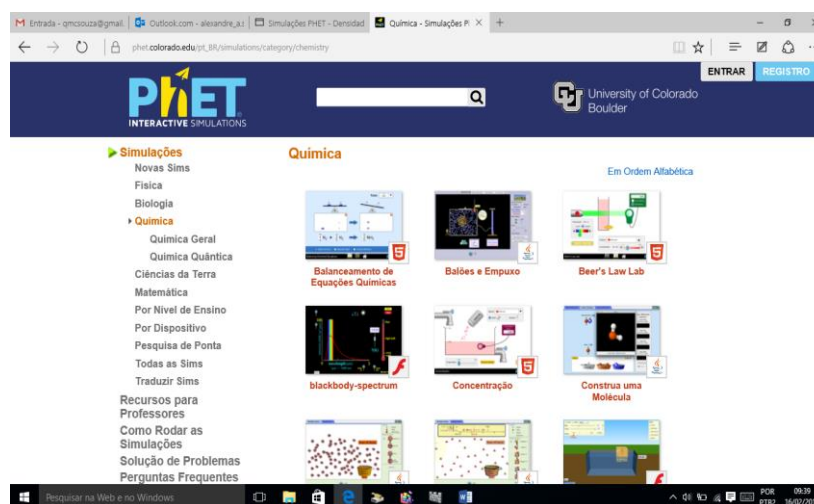 Entrada - qmcsouza@gmail.
Outlook.com - alexandre_a.s
Simulações PHET - Densidad
Química - Simulações P
phet.colorado.edu/pt_BR/simulations/category/chemistry
ENTRAR
REGISTRO
PhET
INTERACTIVE SIMULATIONS
University of Colorado
Boulder
Simulações
Novas Sims
Física
Biologia
Química
Química Geral
Química Quântica
Ciências da Terra
Matemática
Por Nível de Ensino
Por Dispositivo
Pesquisa de Ponta
Todas as Sims
Traduzir Sims
Recursos para
Professores
Como Rodar as
Simulações
Solução de Problemas
Perguntas Frequentes
Química
Em Ordem Alfabética
Balanceamento de
Equações Químicas
Balões e Empuxo
Beer's Law Lab
blackbody-spectrum
Concentração
Construa uma
Molécula
Pesquisar na Web e no Windows
POR
PTB2
09:39
16/02/20